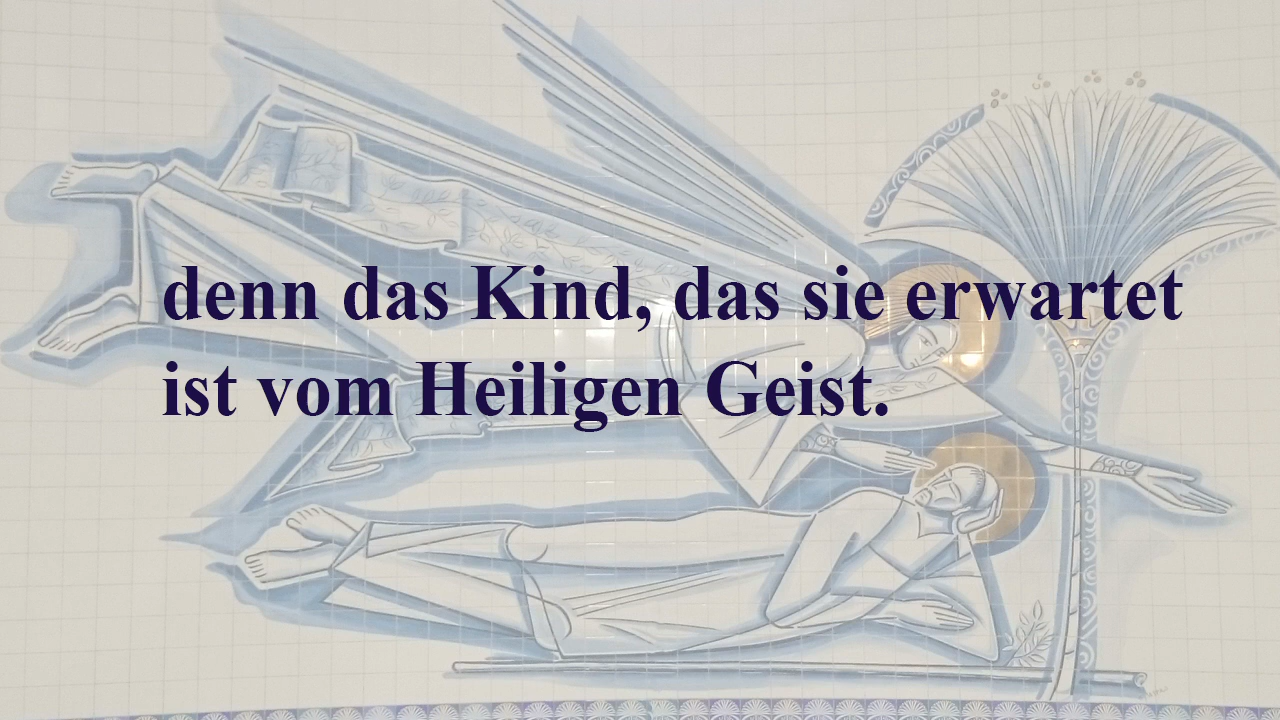 denn das Kind, das sie erwartet
ist vom Heiligen Geist.